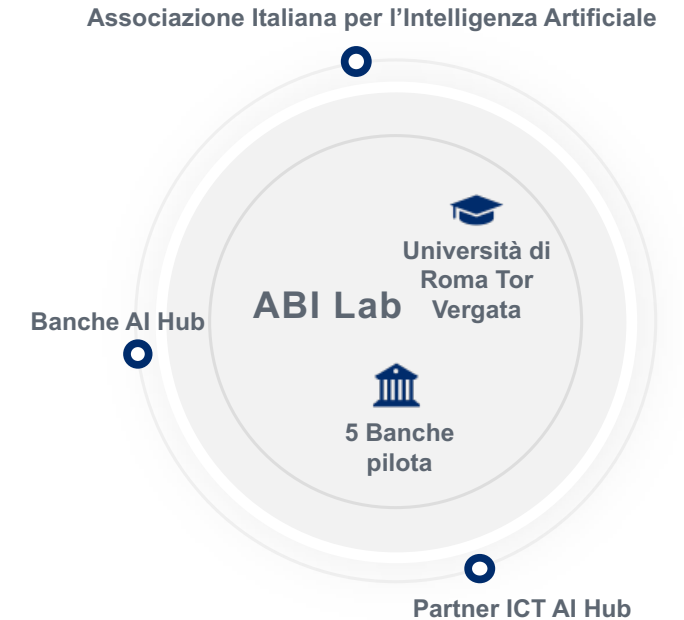 Associazione Italiana per l’Intelligenza Artificiale
Università di
Roma Tor
Vergata
ABI Lab
Banche AI Hub
5 Banche
pilota
Partner ICT AI Hub